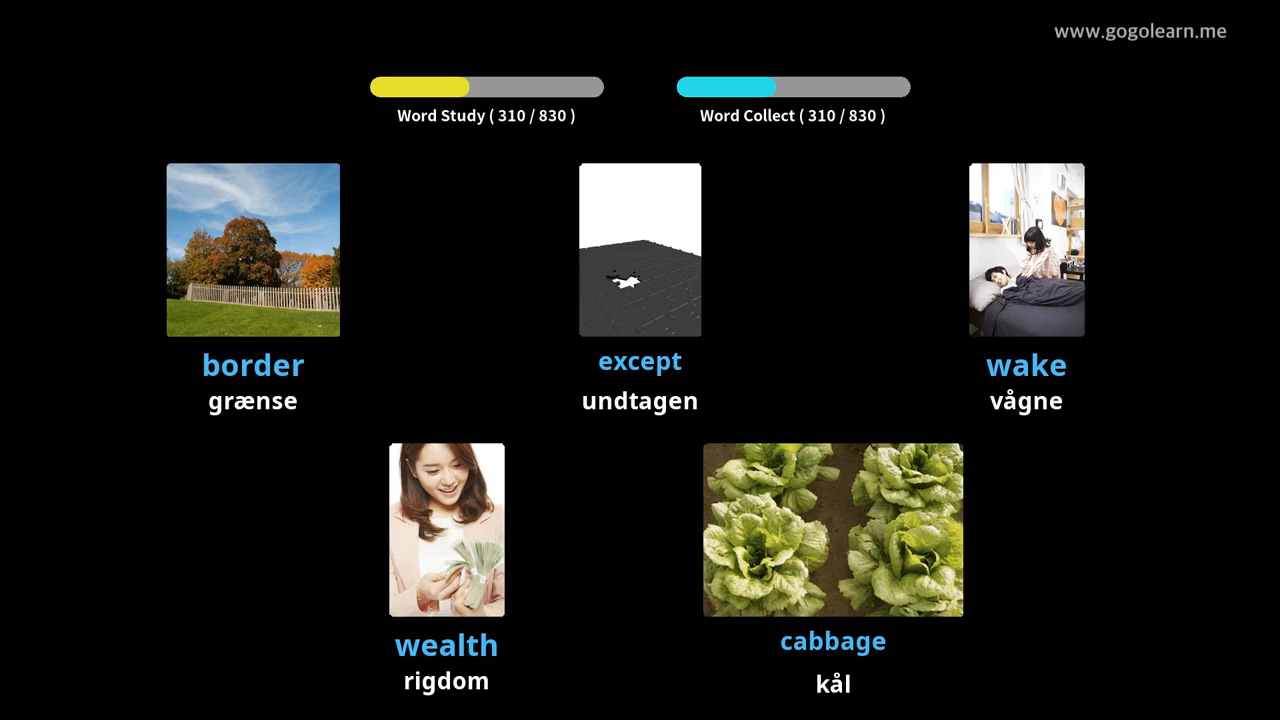 www.gogolearn.me
Word Study ( 310 / 830 )
Word Collect ( 310 / 830 )
border
grænse
except
undtagen
wake
vågne
wealth
rigdom
cabbage
kål